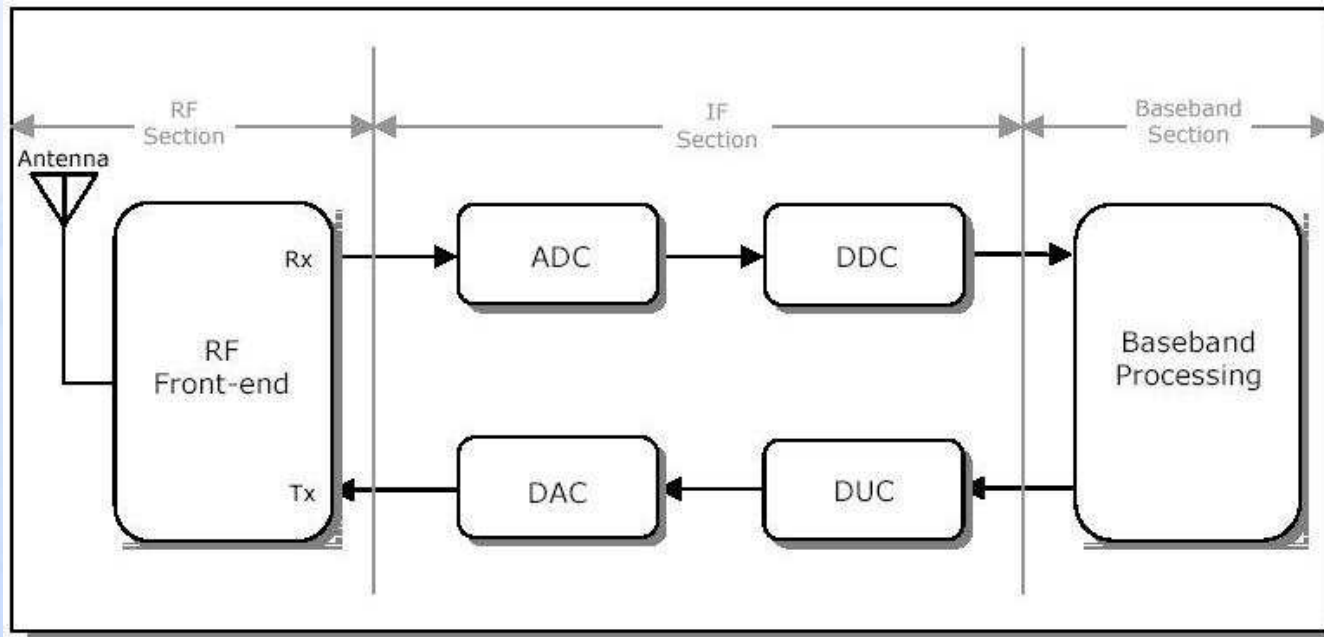 RF
Section
IF
Section
Baseband
Section
Antenna
Rx
ADC
DDC
RF
Front-end
Baseband
Processing
Tx
DAC
DUC